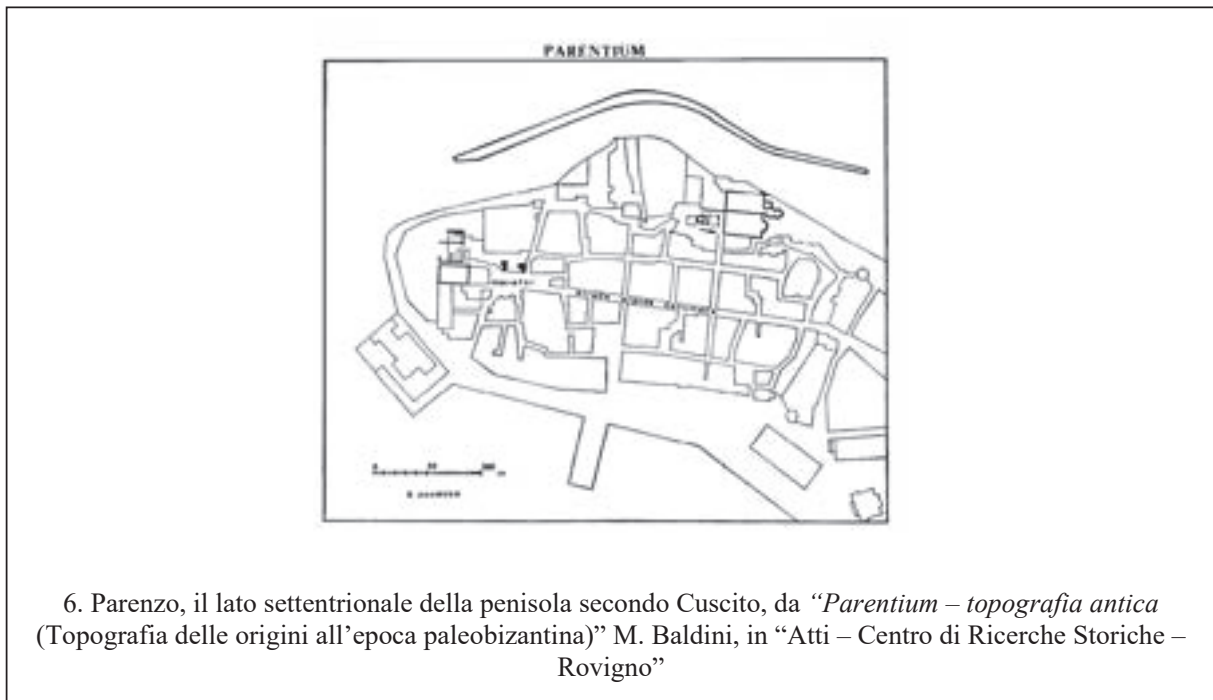 PARENTIUM
6. Parenzo, il lato settentrionale della penisola secondo Cuscito, da “Parentium – topografia antica
(Topografia delle origini all’epoca paleobizantina)” M. Baldini, in “Atti – Centro di Ricerche Storiche –
Rovigno”